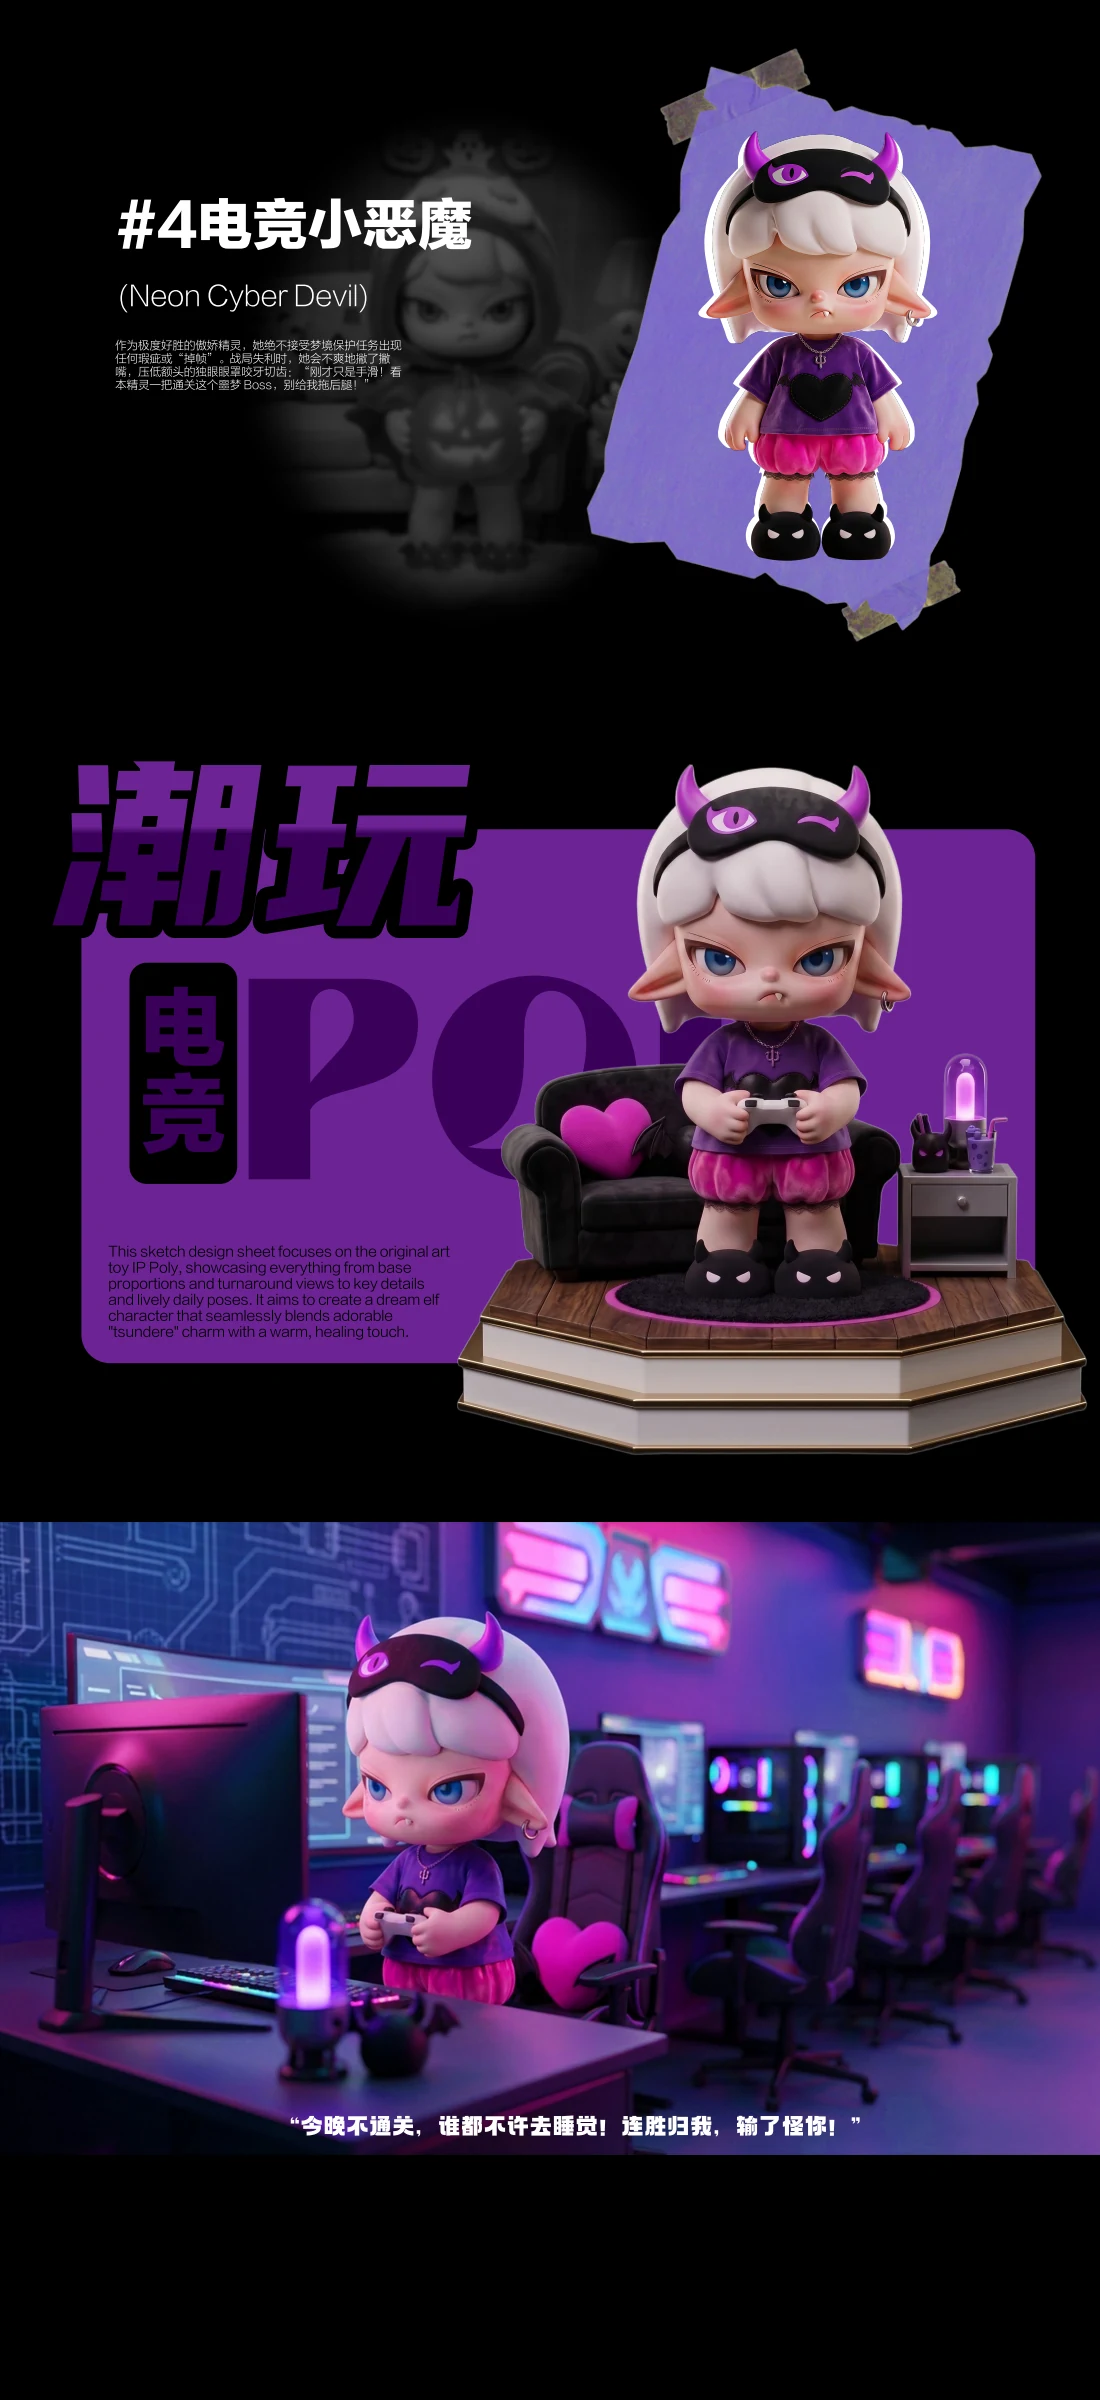 #4电竞小恶魔
(Neon Cyber Devil)
作为极度好胜的傲娇精灵，她绝不接受梦境保护任务出现
任何瑕疵或“掉帧”。战局失利时，她会不爽地撇了撇
嘴，压低额头的独眼眼罩咬牙切齿：“刚才只是手滑！看
本精灵一把通关这个噩梦 Boss，别给我拖后腿！”
潮玩
电竞
PO
This sketch design sheet focuses on the original art
toy IP Poly, showcasing everything from base
proportions and turnaround views to key details
and lively daily poses. It aims to create a dream elf
character that seamlessly blends adorable
"tsundere" charm with a warm, healing touch.
“今晚不通关，谁都不许去睡觉！连胜归我，输了怪你！”